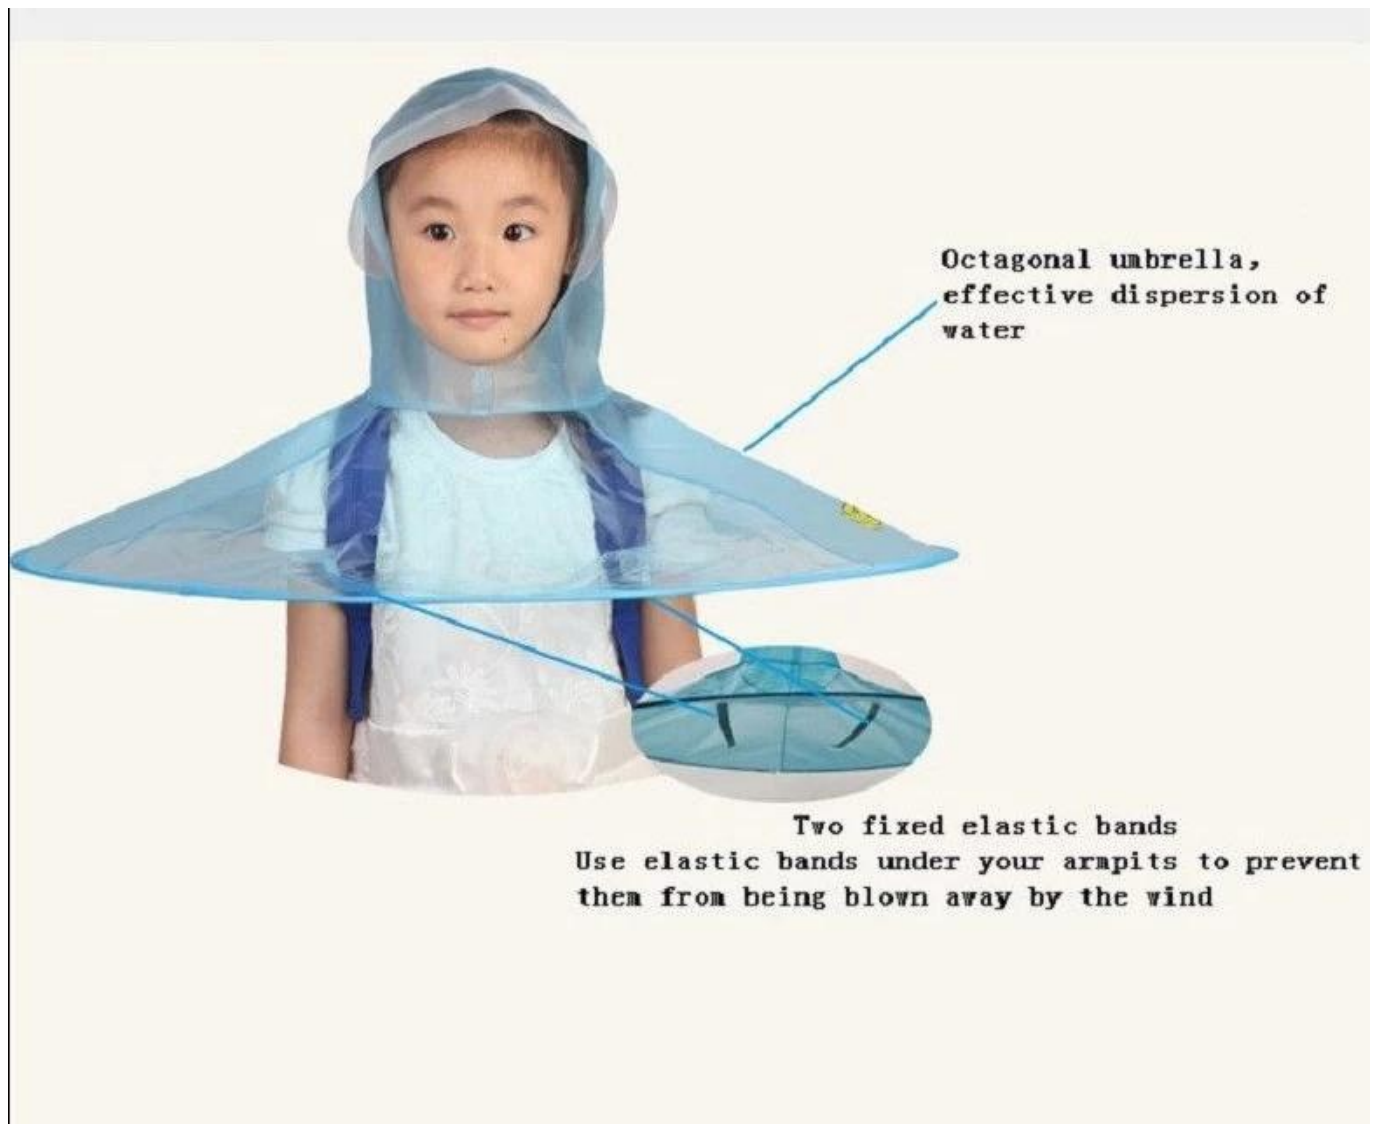 Octagonal umbrella,
effective dispersion of
water
Two fixed elastic bands
Use elastic bands under your armpits to prevent
them from being blown away by the wind